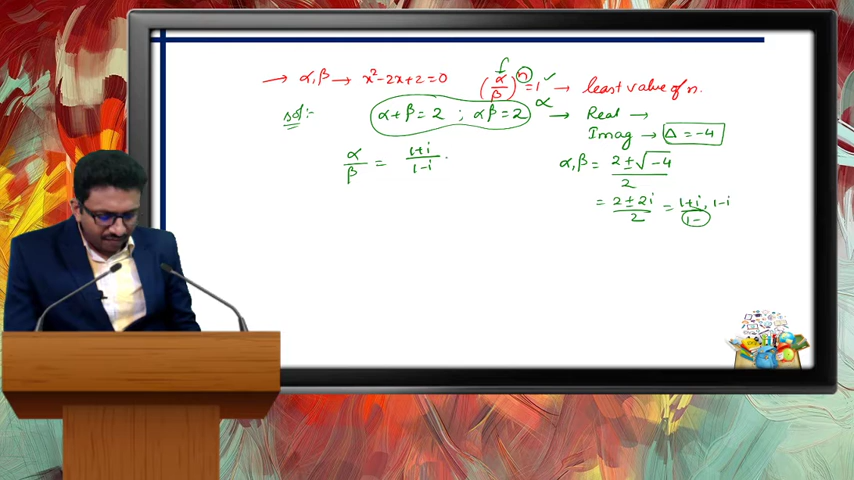 → α,β → x²-2x+2=0 (α/β)ⁿ=1 ✓ → least value of n.
sol:- α+β=2 ; αβ=2 α → Real →
Imag → Δ=-4
α/β = 1+i/1-i
α,β = 2±√-4/2
= 2±2i/2 = 1+i, 1-i
1-